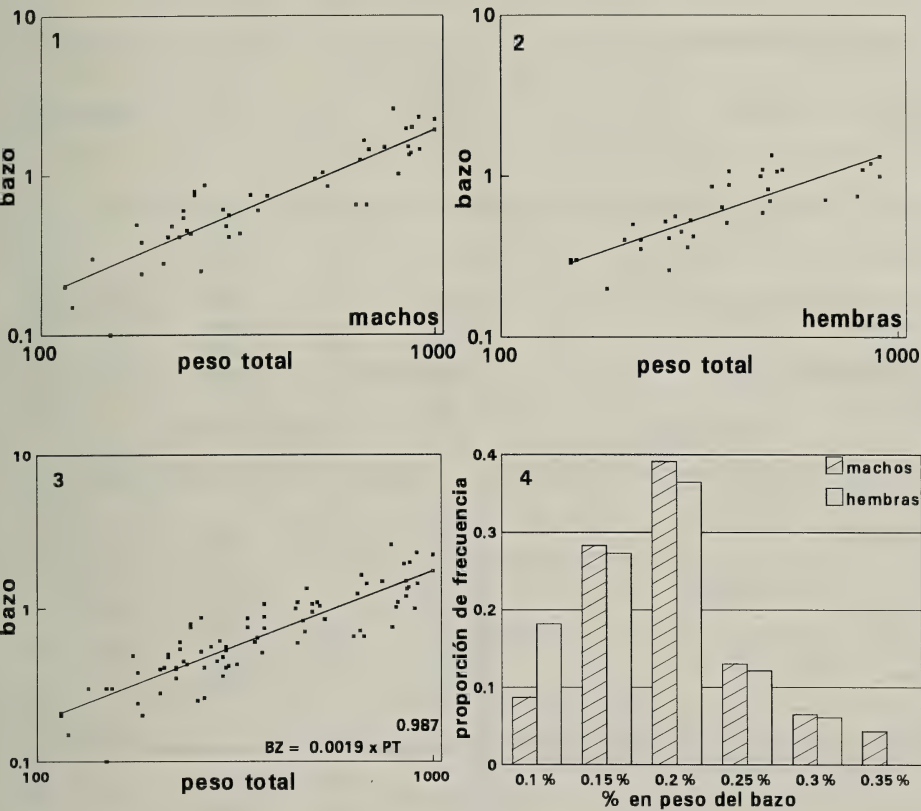 10
1
bazo
1
machos
0.1
100
peso total
1000
10
2
bazo
1
hembras
0.1
100
peso total
1000
10
3
bazo
1
0.987
BZ = 0.0019 x PT
0.1
100
peso total
1000
0.4
4
machos
hembras
proporción de frecuencia
0.3
0.2
0.1
0
0.1 % 0.15 % 0.2 % 0.25 % 0.3 % 0.35 %
% en peso del bazo